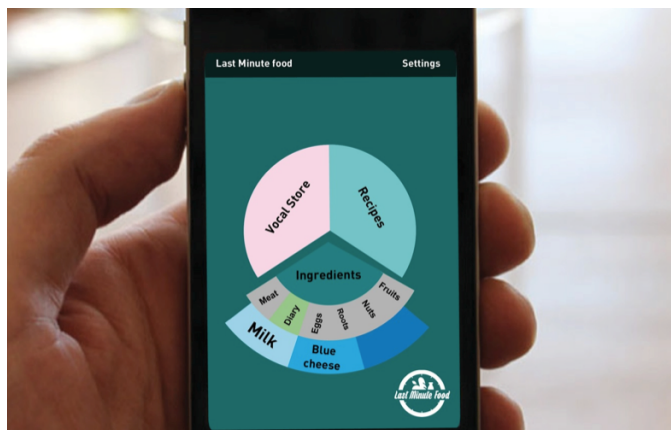 Last Minute food
Settings
Vocal Store
Recipes
Ingredients
Meat
Diary
Eggs
Roots
Nuts
Fruits
Milk
Blue
cheese
Last Minute Food